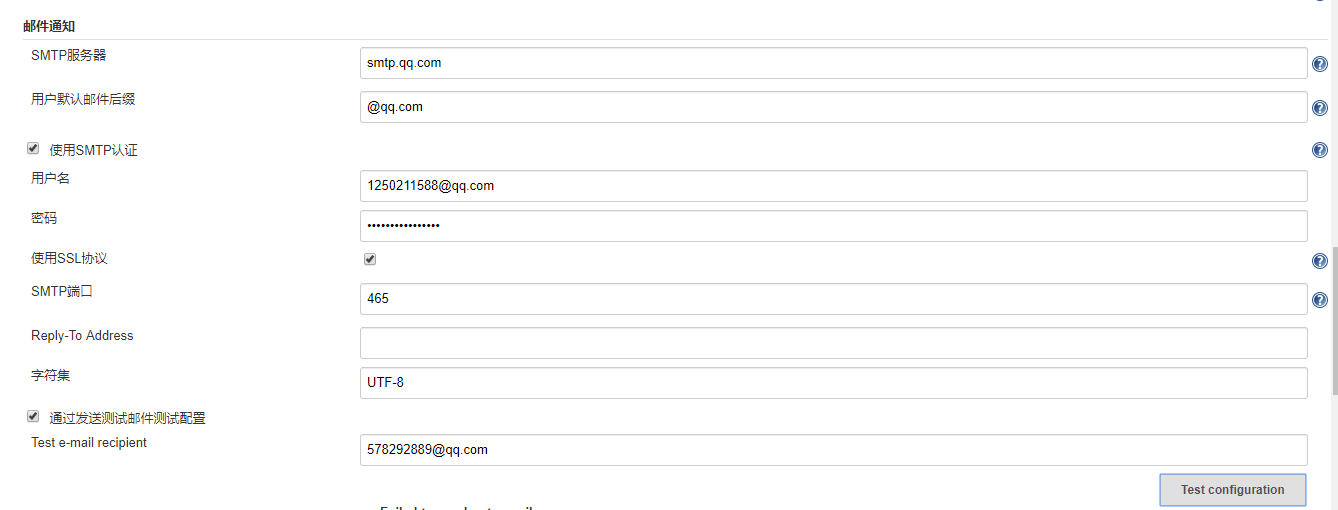 邮件通知
SMTP服务器
smtp.qq.com
用户默认邮件后缀
@qq.com
使用SMTP认证
用户名
1250211588@qq.com
密码
••••••••••••••••
使用SSL协议
SMTP端口
465
Reply-To Address
字符集
UTF-8
通过发送测试邮件测试配置
Test e-mail recipient
578292889@qq.com
Test configuration